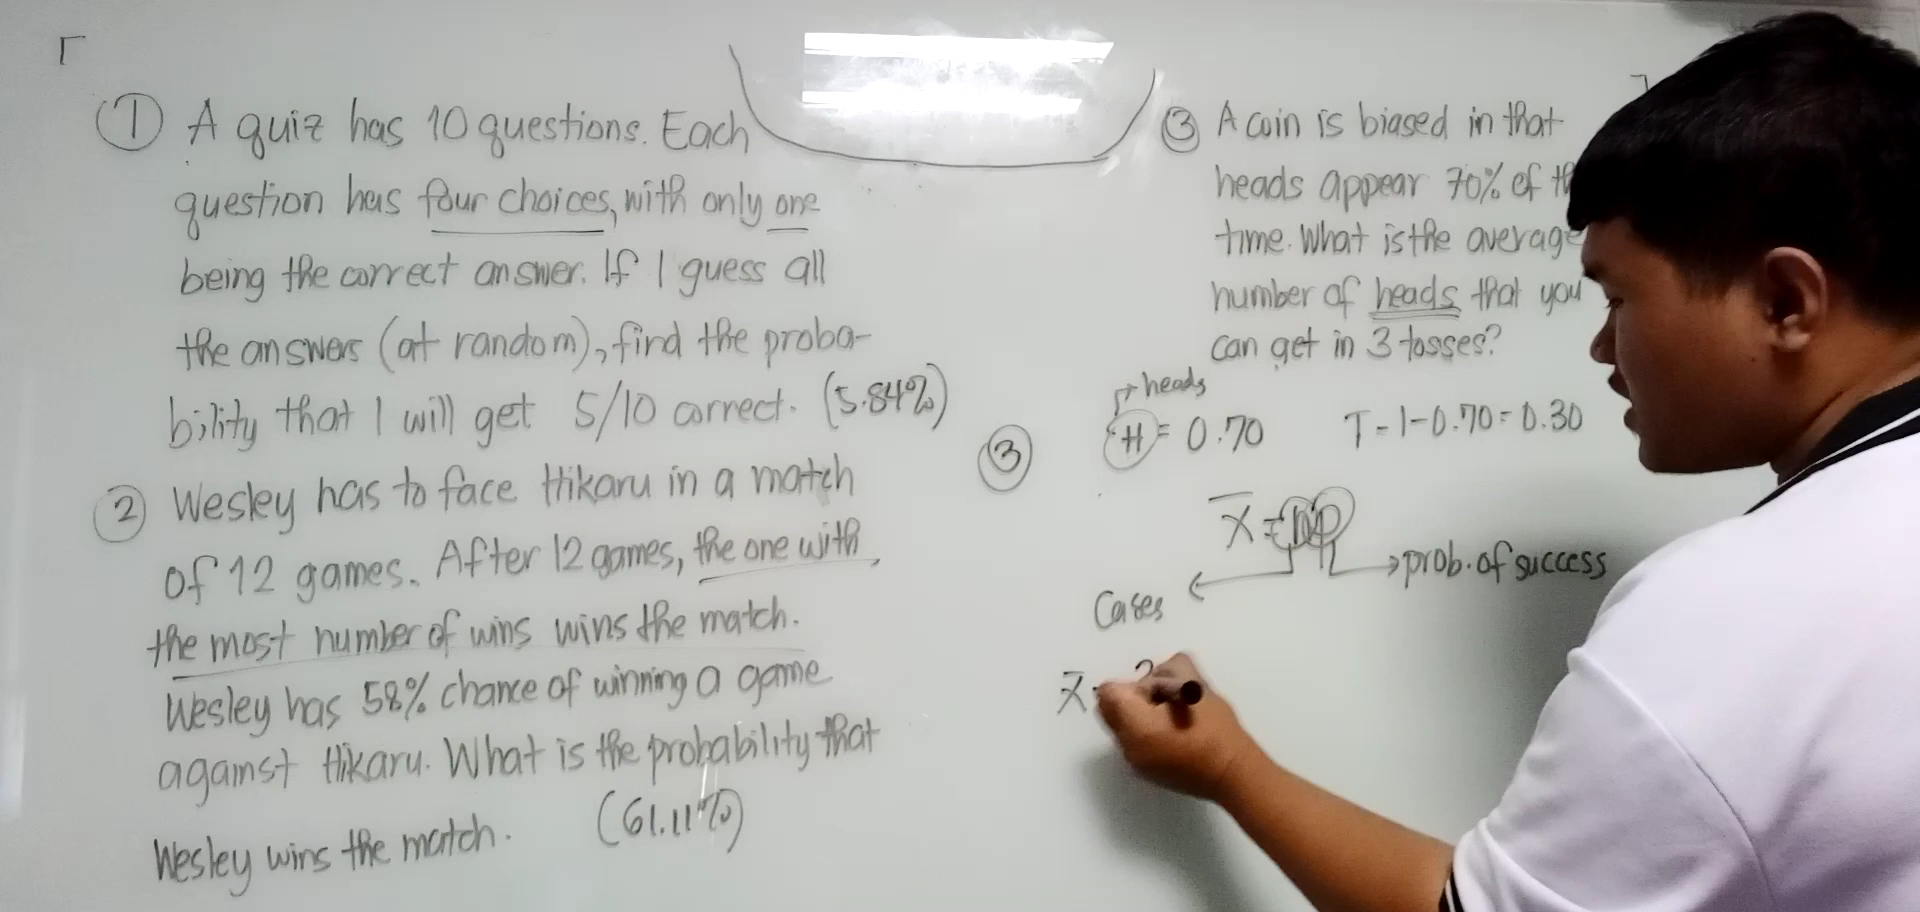 ① A quiz has 10 questions. Each
question has four choices, with only one
being the correct answer. If I guess all
the answers (at random), find the proba-
bility that I will get 5/10 correct. (5.84%)
② Wesley has to face Hikaru in a match
of 12 games. After 12 games, the one with
the most number of wins wins the match.
Wesley has 58% chance of winning a game
against Hikaru. What is the probability that
Wesley wins the match. (61.11%)
③ A coin is biased in that
heads appear 70% of
time. What is the average
number of heads that you
can get in 3 tosses?
→ heads
③ H = 0.70 T = 1-0.70 = 0.30
x̄ = np
→ prob. of success
Cases
x̄